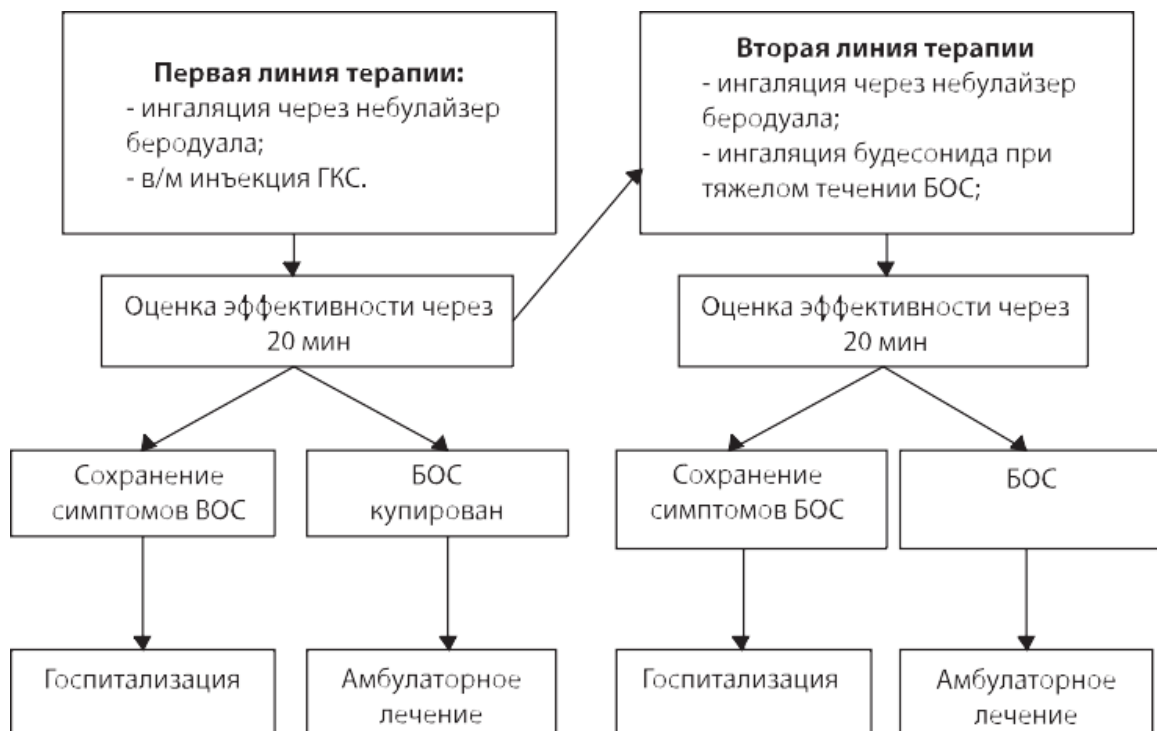 Первая линия терапии:
- ингаляция через небулайзер
беродуала;
- в/м инъекция ГКС.
Вторая линия терапии
- ингаляция через небулайзер
беродуала;
- ингаляция будесонида при
тяжелом течении БОС;
Оценка эффективности через
20 мин
Оценка эффективности через
20 мин
Сохранение
симптомов ВОС
БОС
купирован
Сохранение
симптомов БОС
БОС
Госпитализация
Амбулаторное
лечение
Госпитализация
Амбулаторное
лечение